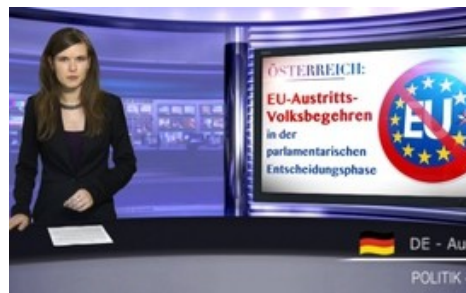 ÖSTERREICH:
EU-Austritts-
Volksbegehren
in der
parlamentarischen
Entscheidungsphase
EU
DE - Au
POLITIK